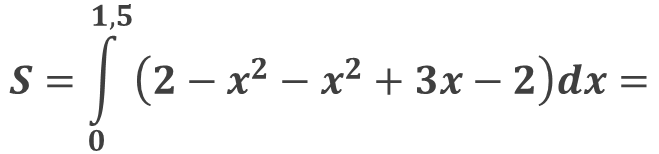 S = ∫₀^{1,5} (2 − x² − x² + 3x − 2)dx =